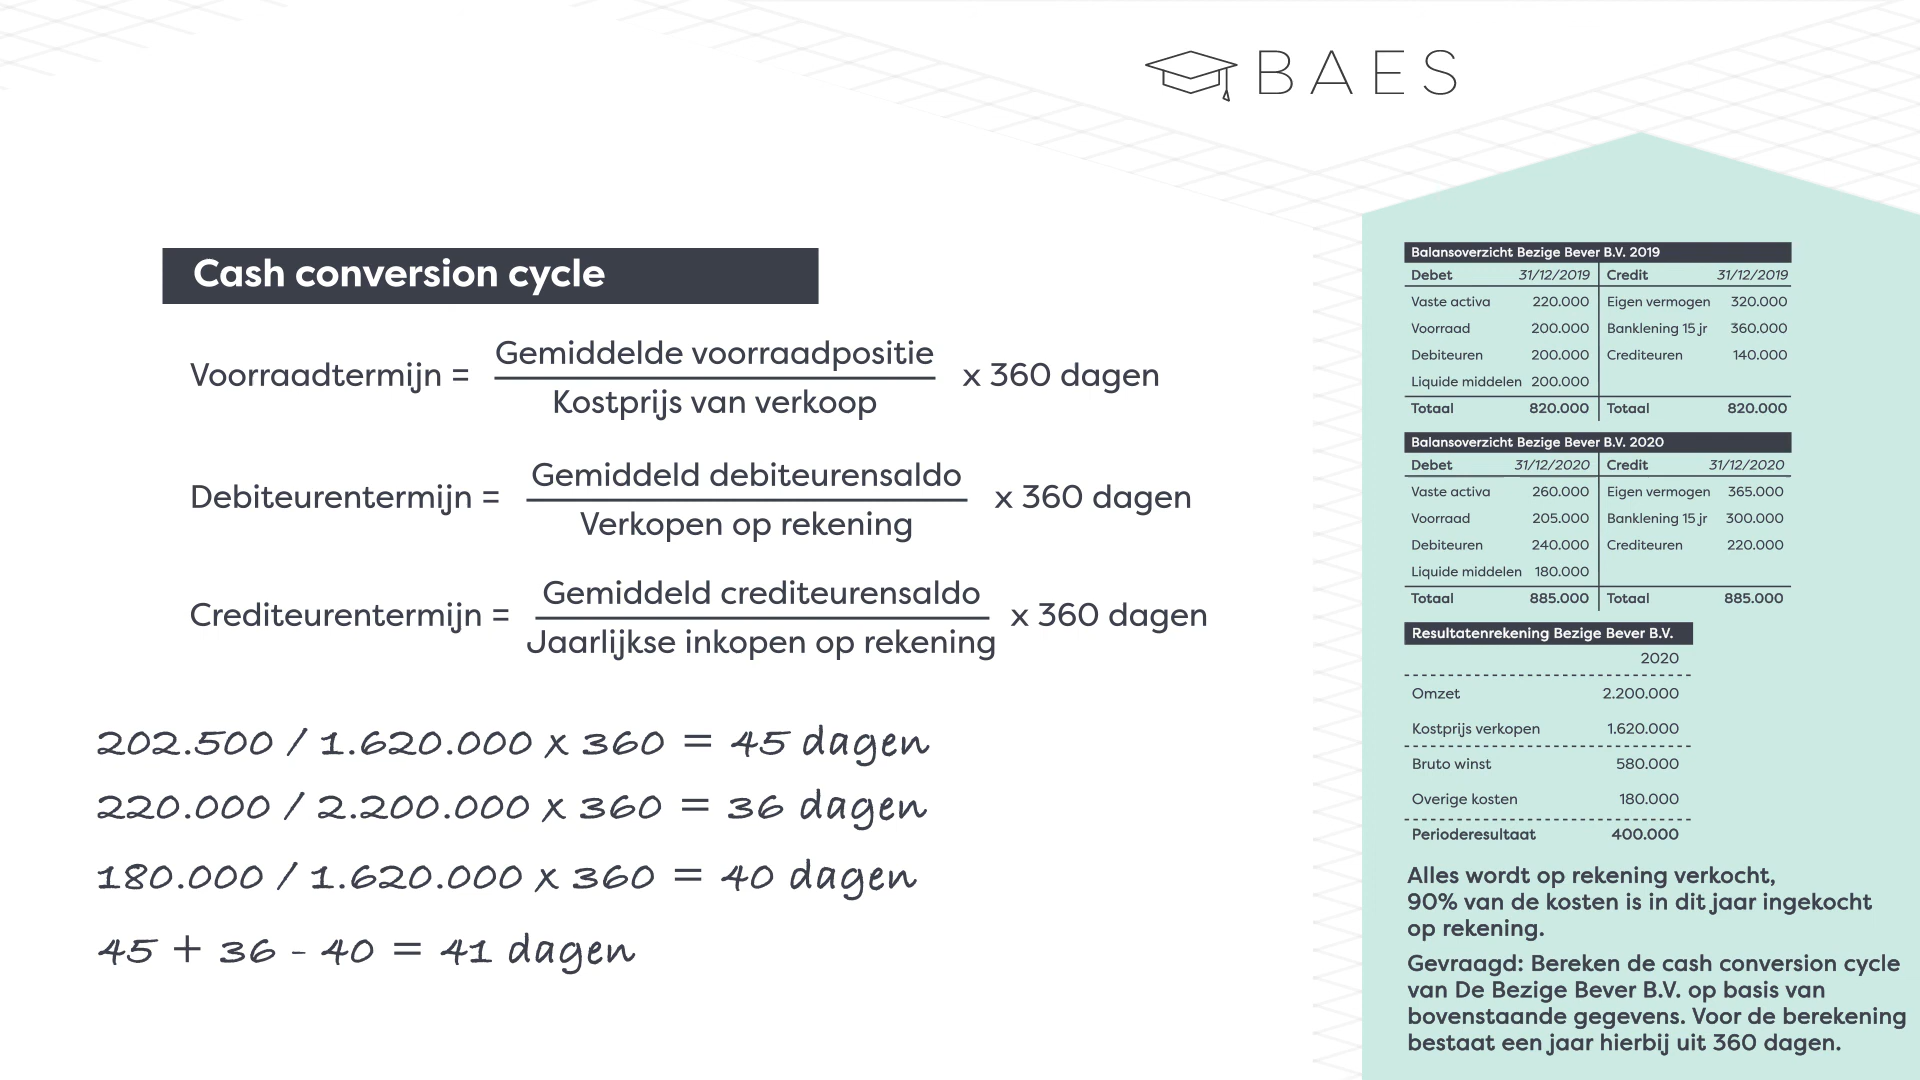 BAES
Cash conversion cycle
Voorraadtermijn = Gemiddelde voorraadpositie / Kostprijs van verkoop x 360 dagen
Debiteurentermijn = Gemiddeld debiteurensaldo / Verkopen op rekening x 360 dagen
Crediteurentermijn = Gemiddeld crediteurensaldo / Jaarlijkse inkopen op rekening x 360 dagen
202.500 / 1.620.000 x 360 = 45 dagen
220.000 / 2.200.000 x 360 = 36 dagen
180.000 / 1.620.000 x 360 = 40 dagen
45 + 36 - 40 = 41 dagen
Balansoverzicht Bezige Bever B.V. 2019
Debet 31/12/2019 Credit 31/12/2019
Vaste activa 220.000 Eigen vermogen 320.000
Voorraad 200.000 Banklening 15 jr 360.000
Debiteuren 200.000 Crediteuren 140.000
Liquide middelen 200.000
Totaal 820.000 Totaal 820.000
Balansoverzicht Bezige Bever B.V. 2020
Debet 31/12/2020 Credit 31/12/2020
Vaste activa 260.000 Eigen vermogen 365.000
Voorraad 205.000 Banklening 15 jr 300.000
Debiteuren 240.000 Crediteuren 220.000
Liquide middelen 180.000
Totaal 885.000 Totaal 885.000
Resultatenrekening Bezige Bever B.V.
2020
Omzet 2.200.000
Kostprijs verkopen 1.620.000
Bruto winst 580.000
Overige kosten 180.000
Perioderesultaat 400.000
Alles wordt op rekening verkocht,
90% van de kosten is in dit jaar ingekocht
op rekening.
Gevraagd: Bereken de cash conversion cycle
van De Bezige Bever B.V. op basis van
bovenstaande gegevens. Voor de berekening
bestaat een jaar hierbij uit 360 dagen.